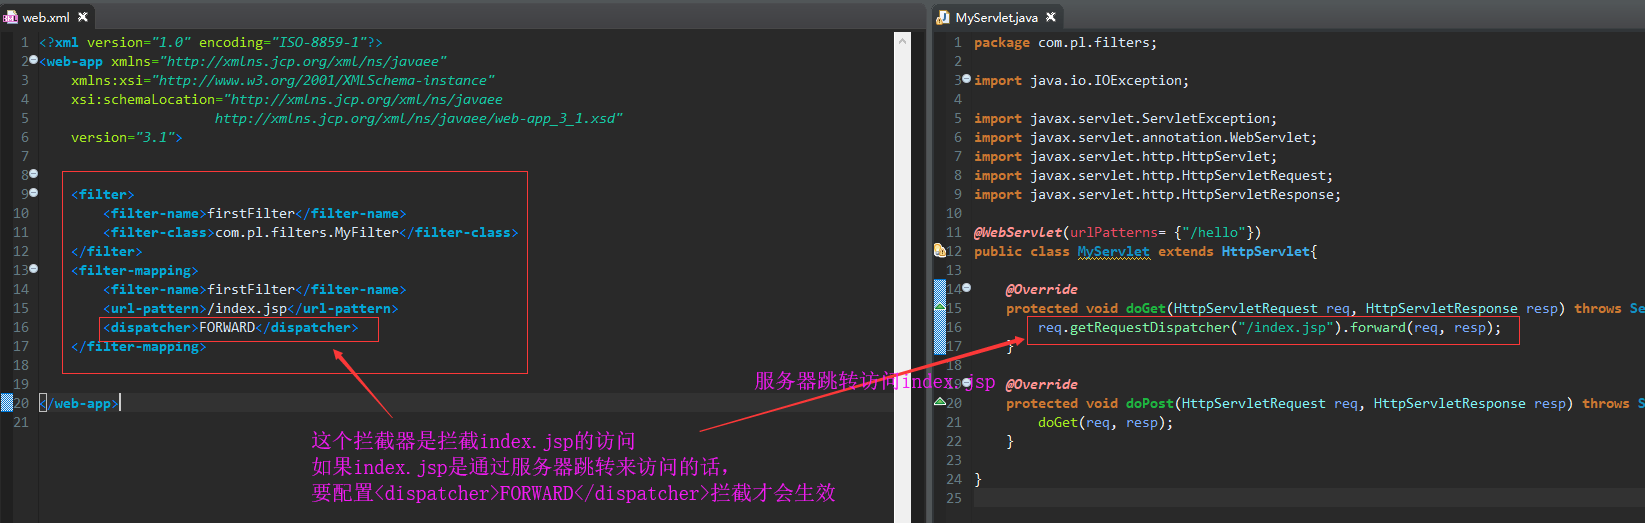 web.xml
1 <?xml version="1.0" encoding="ISO-8859-1"?>
2 <web-app xmlns="http://xmlns.jcp.org/xml/ns/javaee"
3 xmlns:xsi="http://www.w3.org/2001/XMLSchema-instance"
4 xsi:schemaLocation="http://xmlns.jcp.org/xml/ns/javaee
5 http://xmlns.jcp.org/xml/ns/javaee/web-app_3_1.xsd"
6 version="3.1">
7
8
9 <filter>
10 <filter-name>firstFilter</filter-name>
11 <filter-class>com.pl.filters.MyFilter</filter-class>
12 </filter>
13 <filter-mapping>
14 <filter-name>firstFilter</filter-name>
15 <url-pattern>/index.jsp</url-pattern>
16 <dispatcher>FORWARD</dispatcher>
17 </filter-mapping>
18
19
20 </web-app>
21
这个拦截器是拦截index.jsp的访问
如果index.jsp是通过服务器跳转来访问的话,
要配置<dispatcher>FORWARD</dispatcher>拦截才会生效
服务器跳转访问index.jsp
MyServlet.java
1 package com.pl.filters;
2
3 import java.io.IOException;
4
5 import javax.servlet.ServletException;
6 import javax.servlet.annotation.WebServlet;
7 import javax.servlet.http.HttpServlet;
8 import javax.servlet.http.HttpServletRequest;
9 import javax.servlet.http.HttpServletResponse;
10
11 @WebServlet(urlPatterns= {"/hello"})
12 public class MyServlet extends HttpServlet{
13
14 @Override
15 protected void doGet(HttpServletRequest req, HttpServletResponse resp) throws Se
16 req.getRequestDispatcher("/index.jsp").forward(req, resp);
17 }
18
19 @Override
20 protected void doPost(HttpServletRequest req, HttpServletResponse resp) throws S
21 doGet(req, resp);
22 }
23
24 }
25